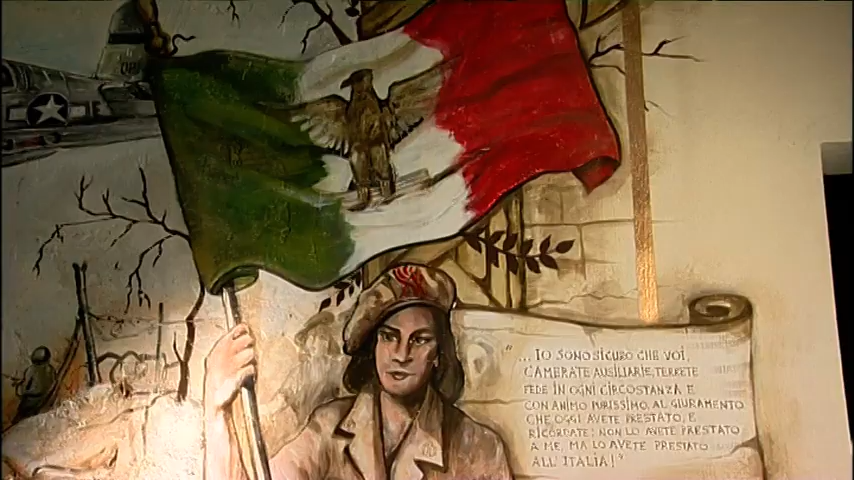 "... IO SONO SICURO CHE VOI,
CAMERATE AUSILIARIE, TERRETE
FEDE IN OGNI CIRCOSTANZA E
CON ANIMO PURISSIMO, AL GIURAMENTO
CHE OGGI AVETE PRESTATO, E
RICORDATE: NON LO AVETE PRESTATO
A ME, MA LO AVETE PRESTATO
ALL'ITALIA!"